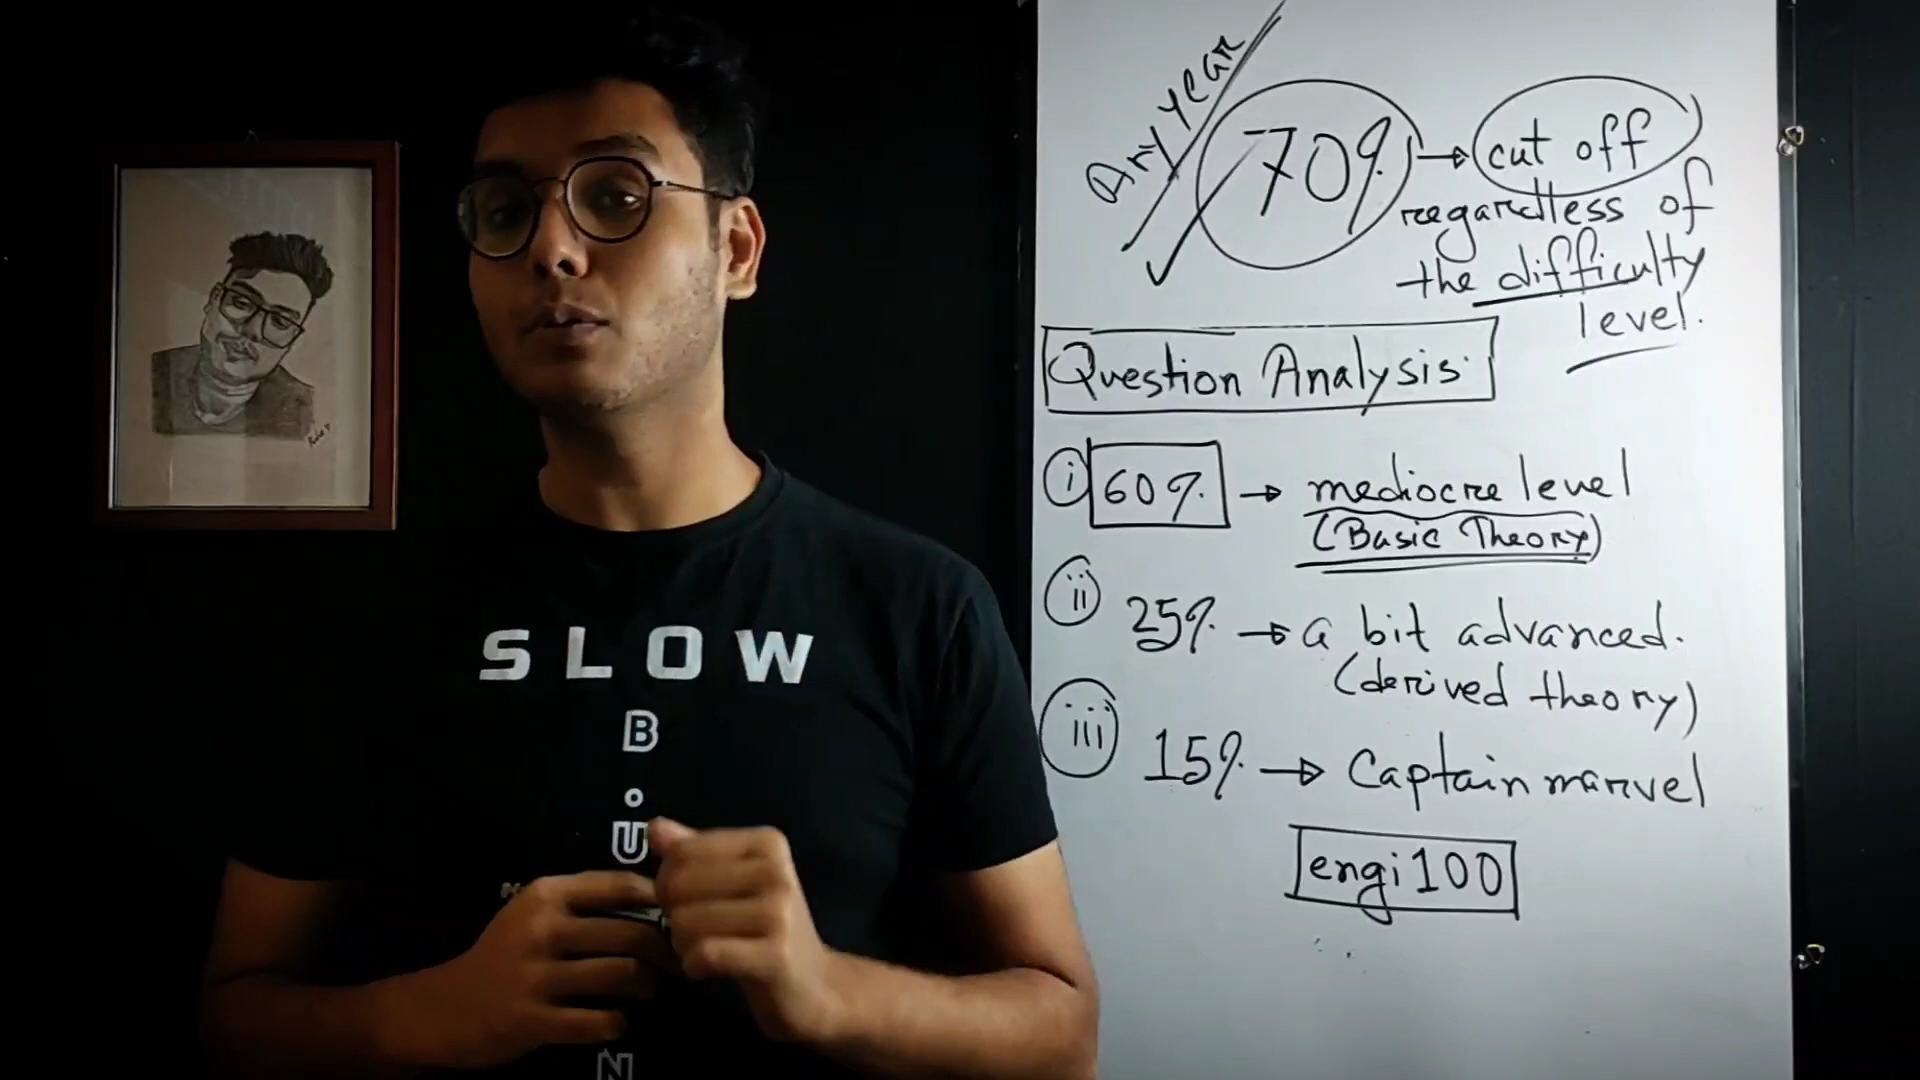 Any year
70% → cut off
regardless of
the difficulty
level.
Question Analysis:
i 60% → mediocre level
(Basic Theory)
ii 25% → a bit advanced.
(derived theory)
iii 15% → Captain marvel
engi100
SLOW
B
U
N